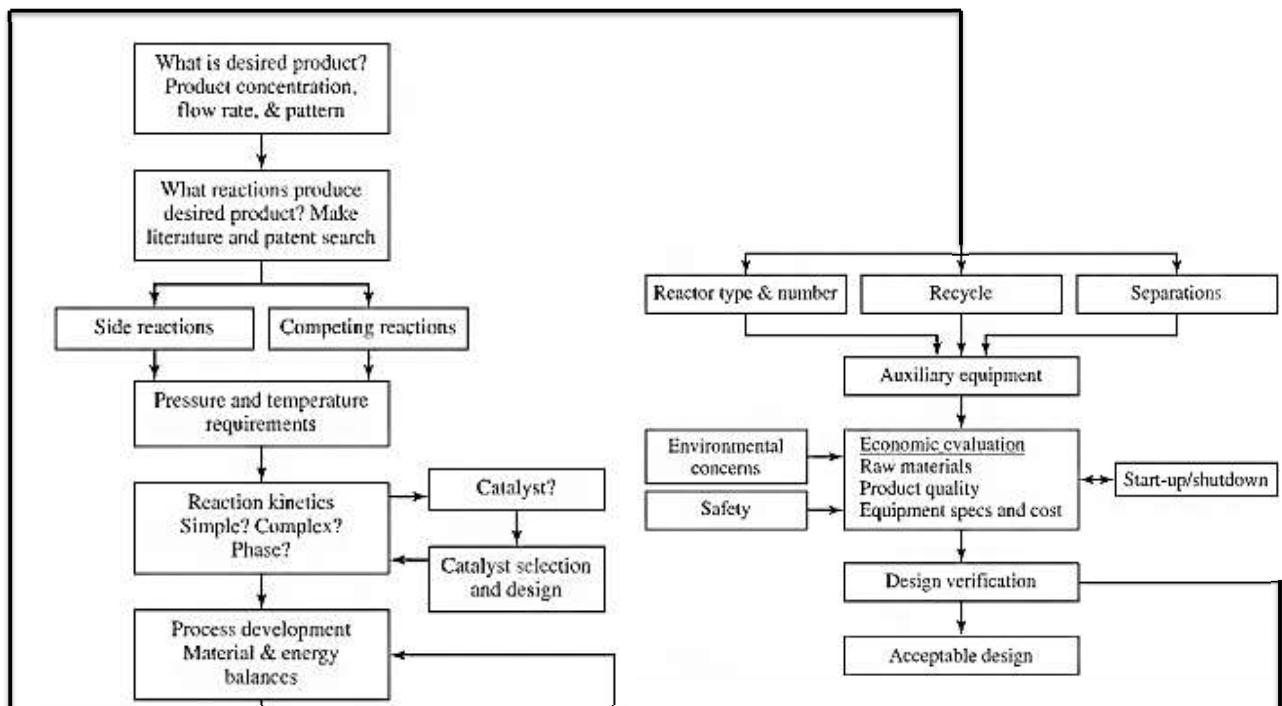 What is desired product?
Product concentration,
flow rate, & pattern
What reactions produce
desired product? Make
literature and patent search
Side reactions
Competing reactions
Pressure and temperature
requirements
Reaction kinetics
Simple? Complex?
Phase?
Catalyst?
Catalyst selection
and design
Process development
Material & energy
balances
Reactor type & number
Recycle
Separations
Auxiliary equipment
Environmental
concerns
Safety
Economic evaluation
Raw materials
Product quality
Equipment specs and cost
Start-up/shutdown
Design verification
Acceptable design